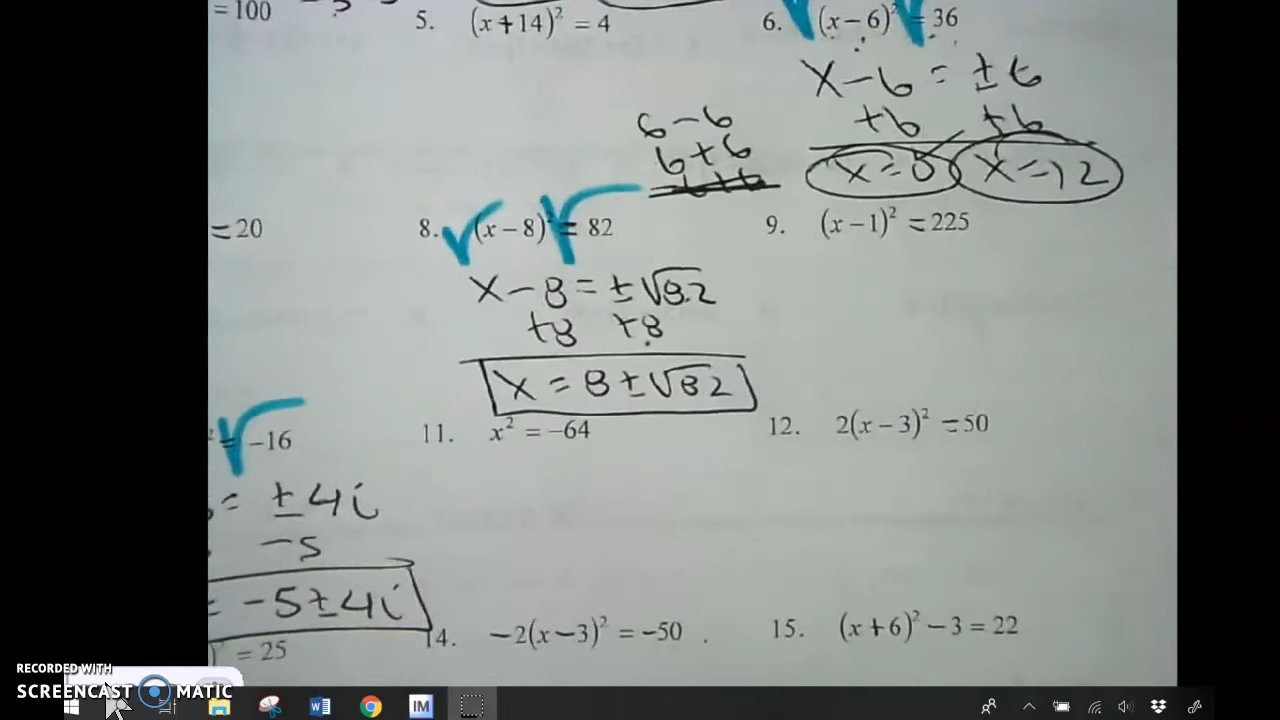 = 100
5. (x+14)² = 4
6. √(x−6)² √= 36
x−6 = ±6
+6 +6
6−6
6+6
x=0 x=12
= 20
8. √(x−8)² √= 82
9. (x−1)² = 225
x−8 = ±√82
+8 +8
x = 8±√82
² √= −16
11. x² = −64
12. 2(x−3)² = 50
= ±4i
−5
= −5±4i
14. −2(x−3)² = −50
15. (x+6)² − 3 = 22
)² = 25
RECORDED WITH
SCREENCAST MATIC
W
IM